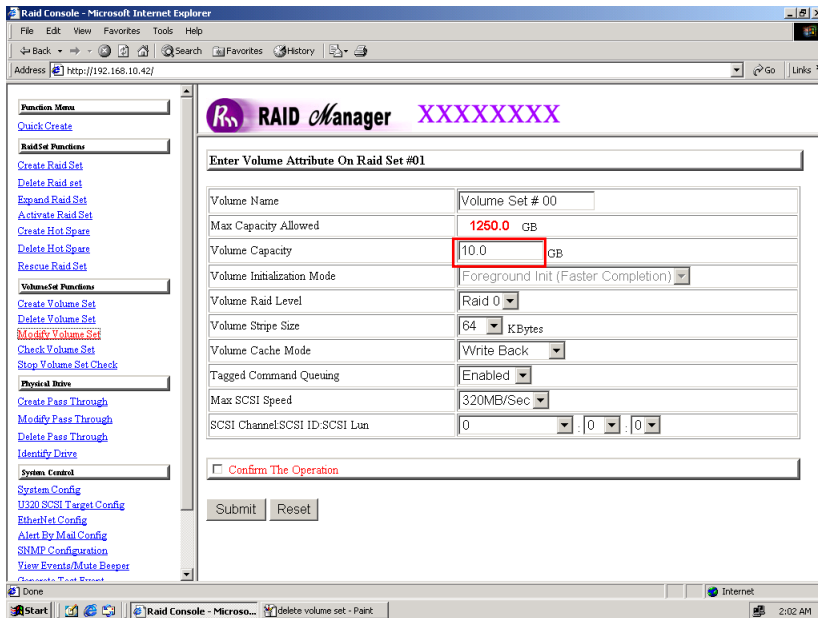 Raid Console - Microsoft Internet Explorer
File Edit View Favorites Tools Help
Back Search Favorites History
Address http://192.168.10.42/ Go Links
Function Menu
Quick Create
RaidSet Functions
Create Raid Set
Delete Raid set
Expand Raid Set
Activate Raid Set
Create Hot Spare
Delete Hot Spare
Rescue Raid Set
VolumeSet Functions
Create Volume Set
Delete Volume Set
Modify Volume Set
Check Volume Set
Stop Volume Set Check
Physical Drive
Create Pass Through
Modify Pass Through
Delete Pass Through
Identify Drive
System Control
System Config
U320 SCSI Target Config
EtherNet Config
Alert By Mail Config
SNMP Configuration
View Events/Mute Beeper
Generate Test Event
RAID Manager XXXXXXXX
Enter Volume Attribute On Raid Set #01
Volume Name Volume Set # 00
Max Capacity Allowed 1250.0 GB
Volume Capacity 10.0 GB
Volume Initialization Mode Foreground Init (Faster Completion)
Volume Raid Level Raid 0
Volume Stripe Size 64 KBytes
Volume Cache Mode Write Back
Tagged Command Queuing Enabled
Max SCSI Speed 320MB/Sec
SCSI Channel:SCSI ID:SCSI Lun 0 : 0 : 0
Confirm The Operation
Submit Reset
Done Internet
Start Raid Console - Microso... delete volume set - Paint 2:02 AM